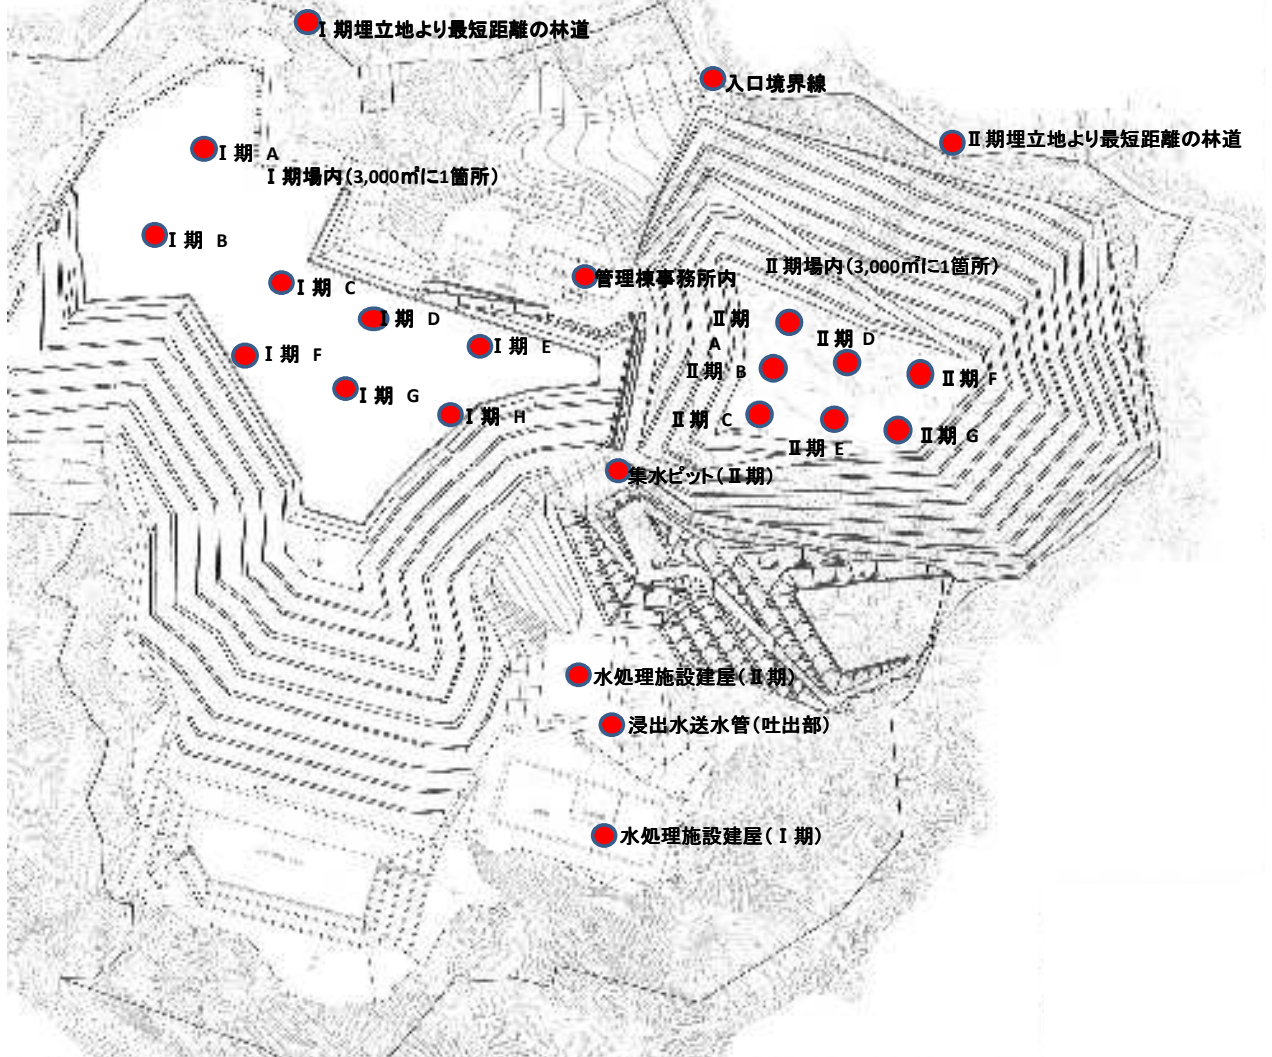 Ⅰ期埋立地より最短距離の林道
入口境界線
Ⅱ期埋立地より最短距離の林道
Ⅰ期 A
Ⅰ期場内(3,000㎡に1箇所)
Ⅰ期 B
Ⅰ期 C
Ⅰ期 D
Ⅰ期 E
Ⅰ期 F
Ⅰ期 G
Ⅰ期 H
管理棟事務所内
Ⅱ期場内(3,000㎡に1箇所)
Ⅱ期
A
Ⅱ期 D
Ⅱ期 B
Ⅱ期 F
Ⅱ期 C
Ⅱ期 E
Ⅱ期 G
集水ピット(Ⅱ期)
水処理施設建屋(Ⅱ期)
浸出水送水管(吐出部)
水処理施設建屋(Ⅰ期)